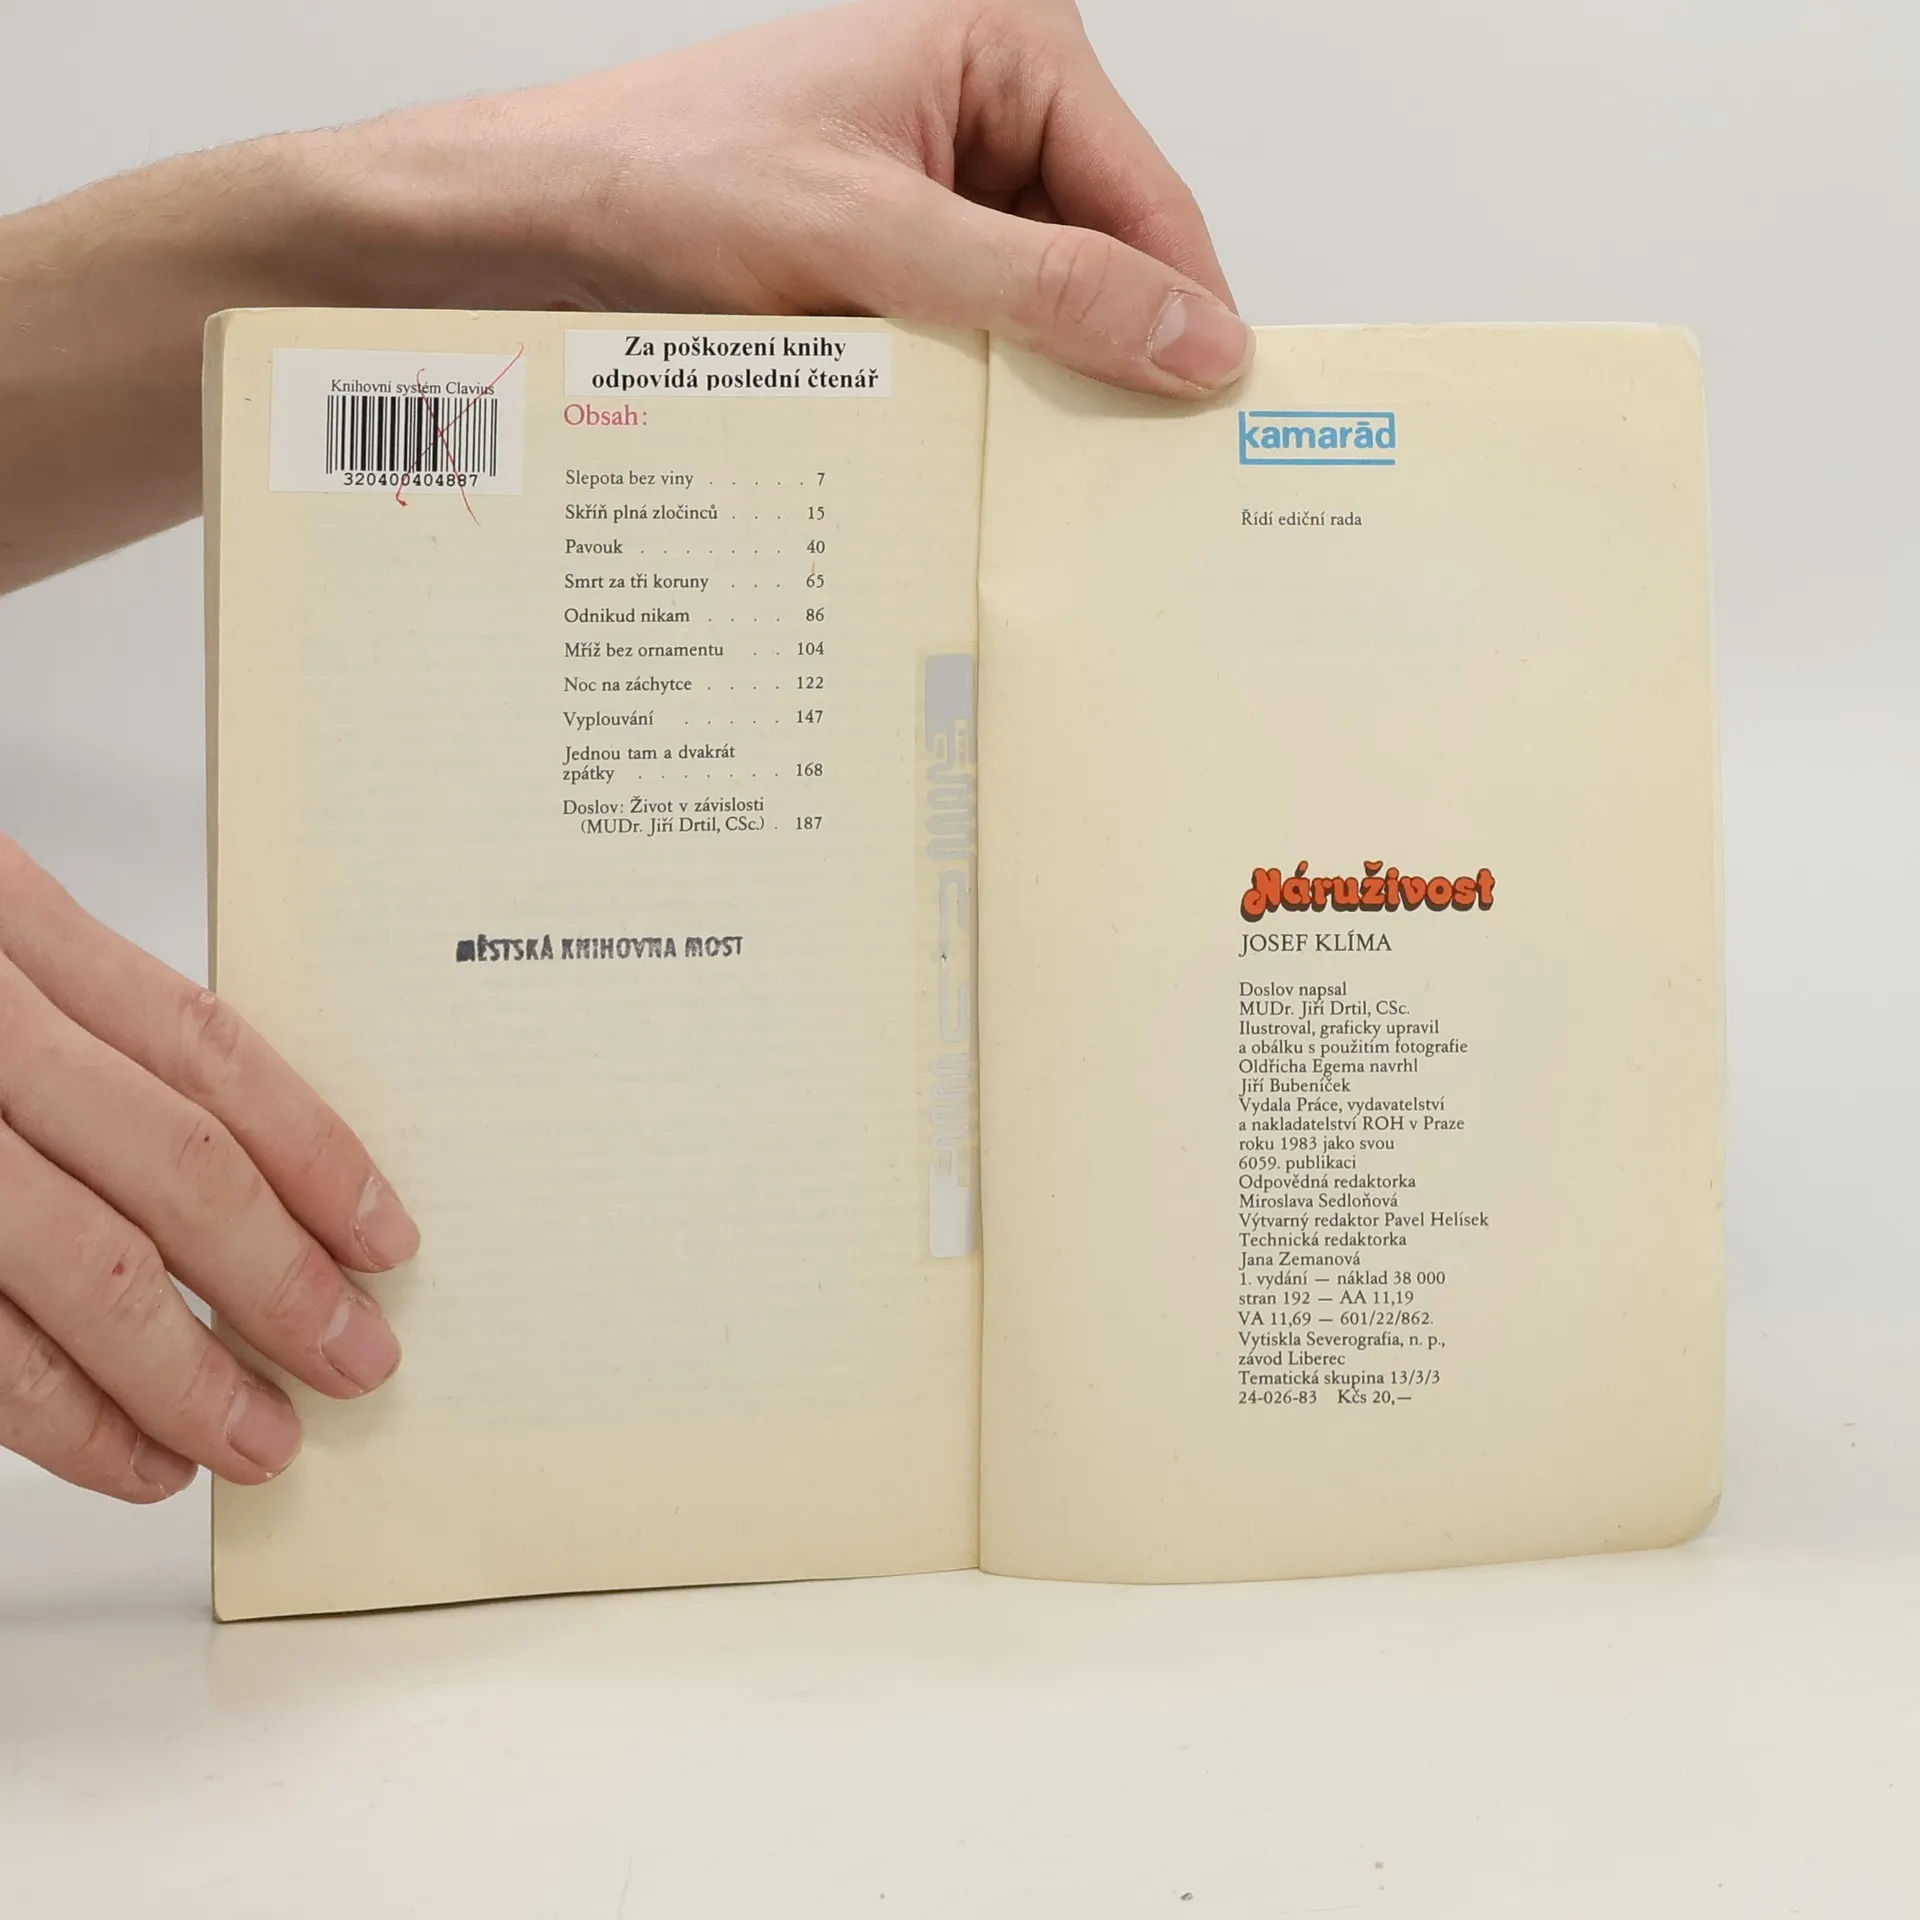 Knihovní systém Clavius
320400404887
Za poškození knihy
odpovídá poslední čtenář
Obsah:
Slepota bez viny . . . . . 7
Skříň plná zločinců . . . 15
Pavouk . . . . . . . 40
Smrt za tři koruny . . . 65
Odnikud nikam . . . . 86
Mříž bez ornamentu . . 104
Noc na záchytce . . . . 122
Vyplouvání . . . . . 147
Jednou tam a dvakrát
zpátky . . . . . . . 168
Doslov: Život v závislosti
(MUDr. Jiří Drtil, CSc.) . 187
MĚSTSKÁ KNIHOVNA MOST
kamarád
Řídí ediční rada
Náruživost
JOSEF KLÍMA
Doslov napsal
MUDr. Jiří Drtil, CSc.
Ilustroval, graficky upravil
a obálku s použitím fotografie
Oldřicha Egema navrhl
Jiří Bubeníček
Vydala Práce, vydavatelství
a nakladatelství ROH v Praze
roku 1983 jako svou
6059. publikaci
Odpovědná redaktorka
Miroslava Sedloňová
Výtvarný redaktor Pavel Helísek
Technická redaktorka
Jana Zemanová
1. vydání — náklad 38 000
stran 192 — AA 11,19
VA 11,69 — 601/22/862.
Vytiskla Severografia, n. p.,
závod Liberec
Tematická skupina 13/3/3
24-026-83 Kčs 20,—